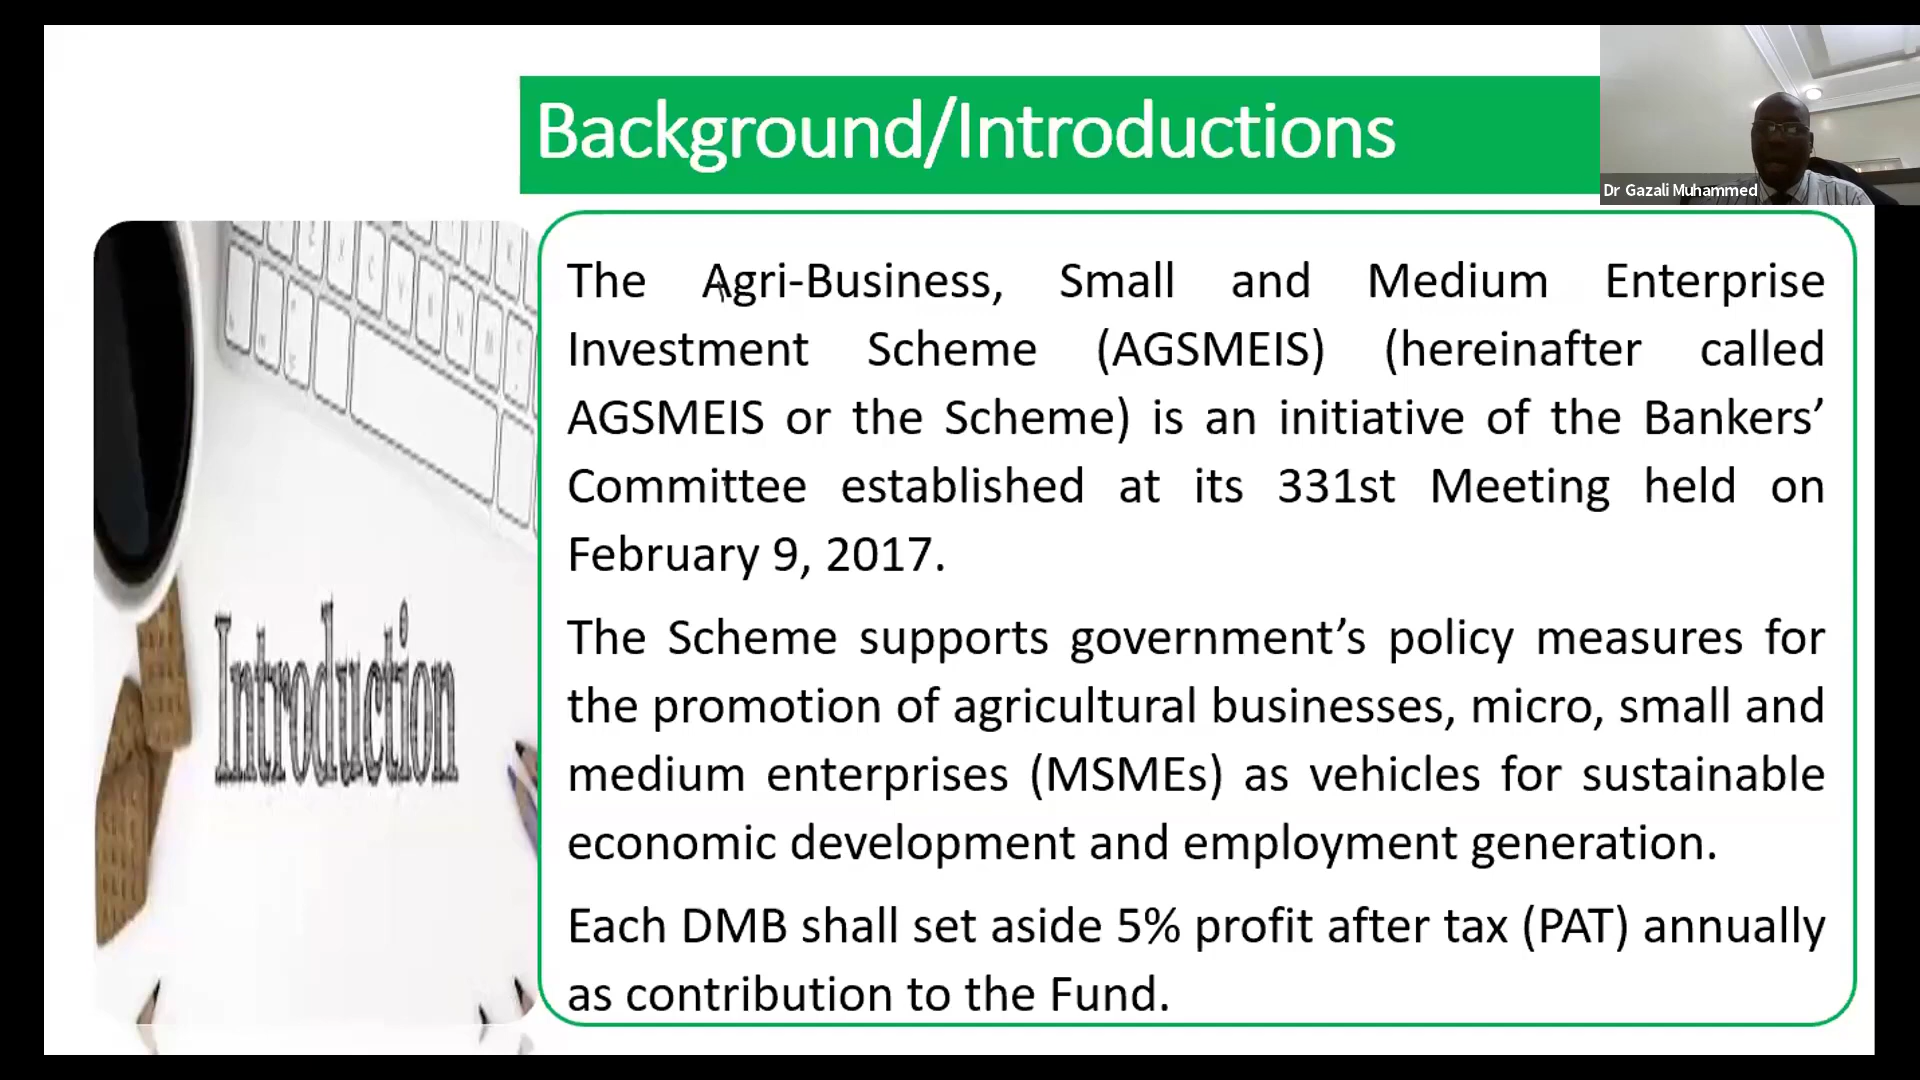 Background/Introductions
Dr Gazali Muhammed
The Agri-Business, Small and Medium Enterprise
Investment Scheme (AGSMEIS) (hereinafter called
AGSMEIS or the Scheme) is an initiative of the Bankers’
Committee established at its 331st Meeting held on
February 9, 2017.
The Scheme supports government’s policy measures for
the promotion of agricultural businesses, micro, small and
medium enterprises (MSMEs) as vehicles for sustainable
economic development and employment generation.
Each DMB shall set aside 5% profit after tax (PAT) annually
as contribution to the Fund.
Introduction